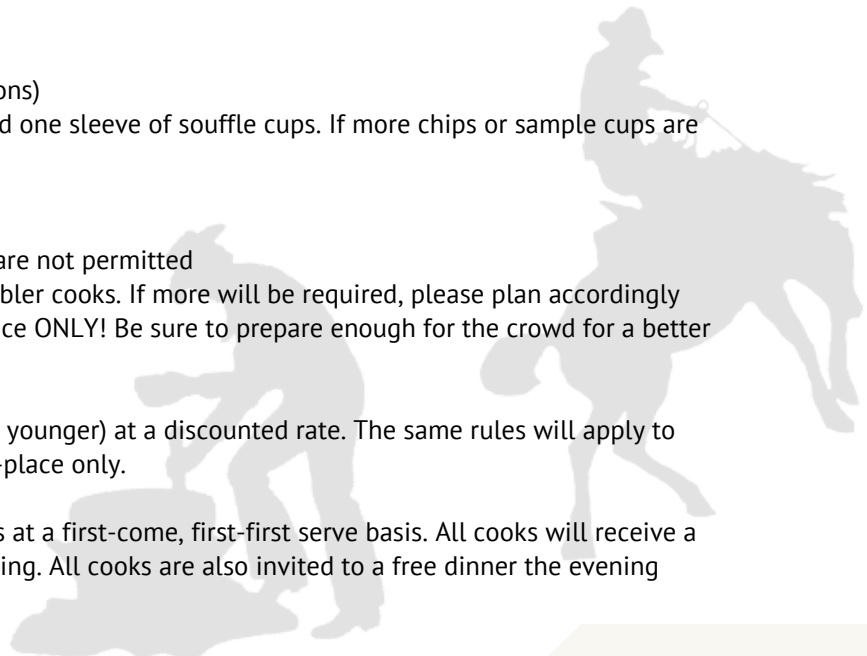 ons)
d one sleeve of souffle cups. If more chips or sample cups are
are not permitted
bler cooks. If more will be required, please plan accordingly
ce ONLY! Be sure to prepare enough for the crowd for a better
younger) at a discounted rate. The same rules will apply to
-place only.
s at a first-come, first-first serve basis. All cooks will receive a
ing. All cooks are also invited to a free dinner the evening